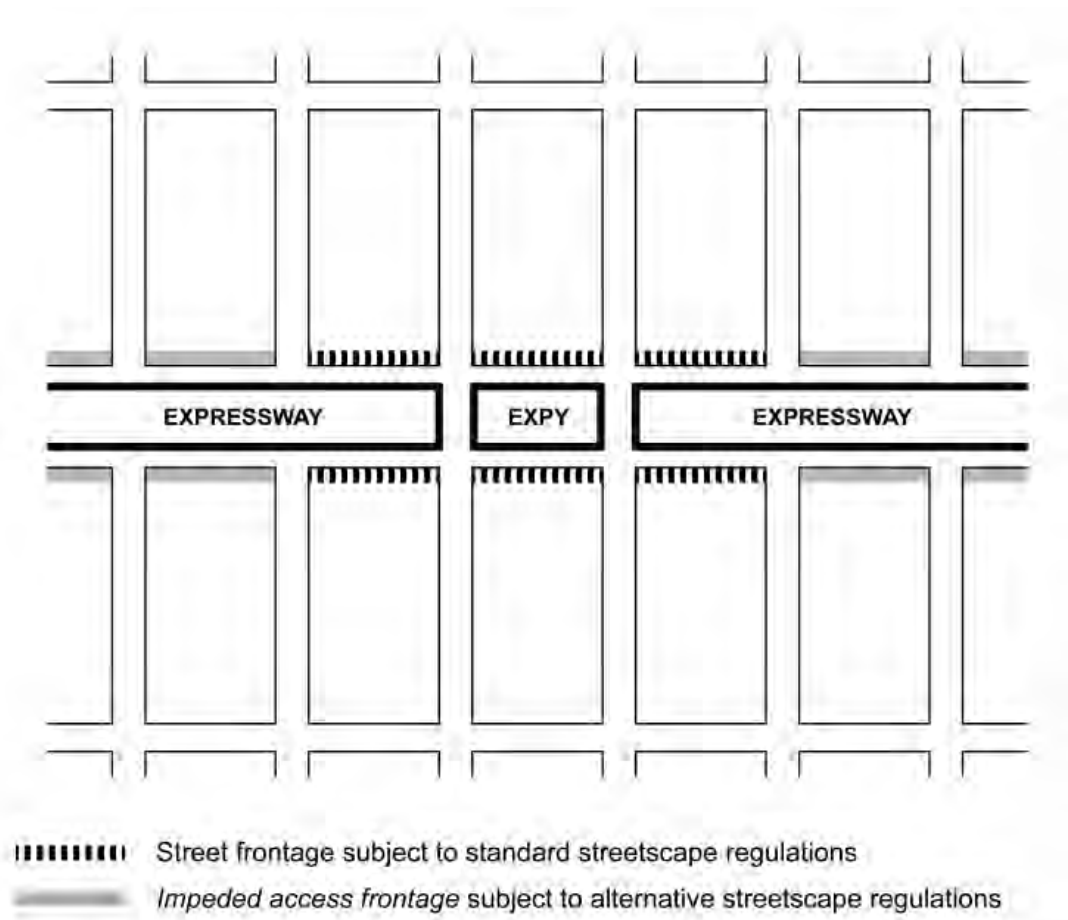 EXPRESSWAY EXPY EXPRESSWAY
Street frontage subject to standard streetscape regulations
Impeded access frontage subject to alternative streetscape regulations